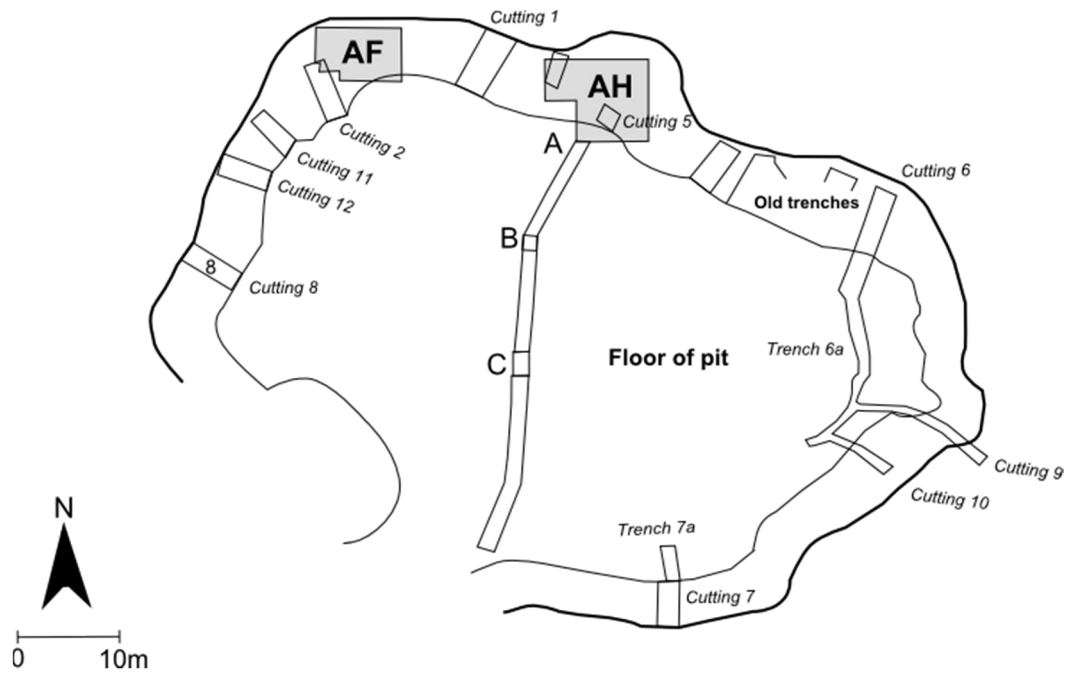 Cutting 1
AF
AH
Cutting 5
Cutting 2
A
Cutting 11
Cutting 6
Cutting 12
Old trenches
B
8
Cutting 8
Trench 6a
Floor of pit
C
Cutting 9
Cutting 10
N
Trench 7a
Cutting 7
0 10m